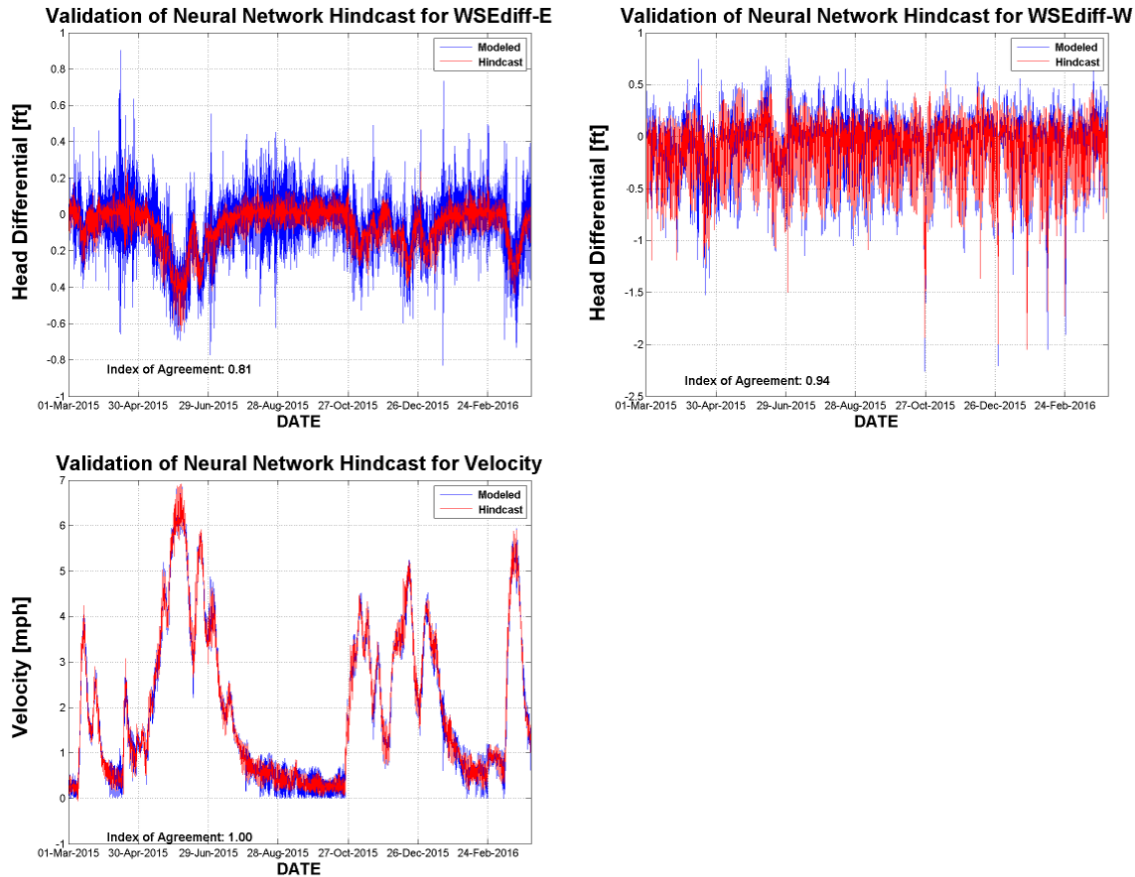 Validation of Neural Network Hindcast for WSEdiff-E
Modeled
Hindcast
Head Differential [ft]
1
0.8
0.6
0.4
0.2
0
0.2
0.4
-0.6
-0.8
-1
Index of Agreement: 0.81
01-Mar-2015 30-Apr-2015 29-Jun-2015 28-Aug-2015 27-Oct-2015 26-Dec-2015 24-Feb-2016
DATE
Validation of Neural Network Hindcast for WSEdiff-W
Modeled
Hindcast
Head Differential [ft]
1
0.5
0
-0.5
-1
-1.5
-2
-2.5
Index of Agreement: 0.94
01-Mar-2015 30-Apr-2015 29-Jun-2015 28-Aug-2015 27-Oct-2015 26-Dec-2015 24-Feb-2016
DATE
Validation of Neural Network Hindcast for Velocity
Modeled
Hindcast
Velocity [mph]
7
6
5
4
3
2
1
0
-1
Index of Agreement: 1.00
01-Mar-2015 30-Apr-2015 29-Jun-2015 28-Aug-2015 27-Oct-2015 26-Dec-2015 24-Feb-2016
DATE